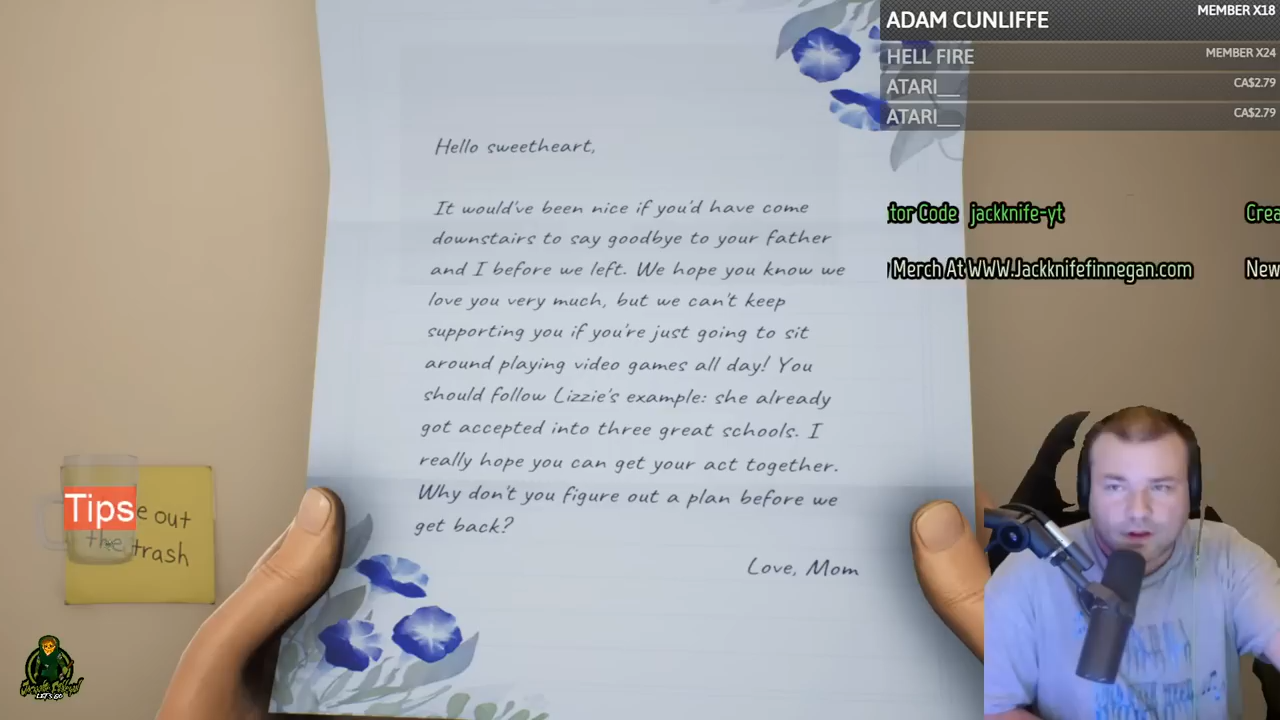 ADAM CUNLIFFE MEMBER X18
HELL FIRE MEMBER X24
ATARI__ CA$2.79
ATARI__ CA$2.79
Hello sweetheart,
It would've been nice if you'd have come
downstairs to say goodbye to your father
and I before we left. We hope you know we
love you very much, but we can't keep
supporting you if you're just going to sit
around playing video games all day! You
should follow Lizzie's example: she already
got accepted into three great schools. I
really hope you can get your act together.
Why don't you figure out a plan before we
get back?
Love, Mom
tor Code jackknife-yt Crea
Merch At WWW.Jackknifefinnegan.com New
Tips
e out
the trash
LET'S GO